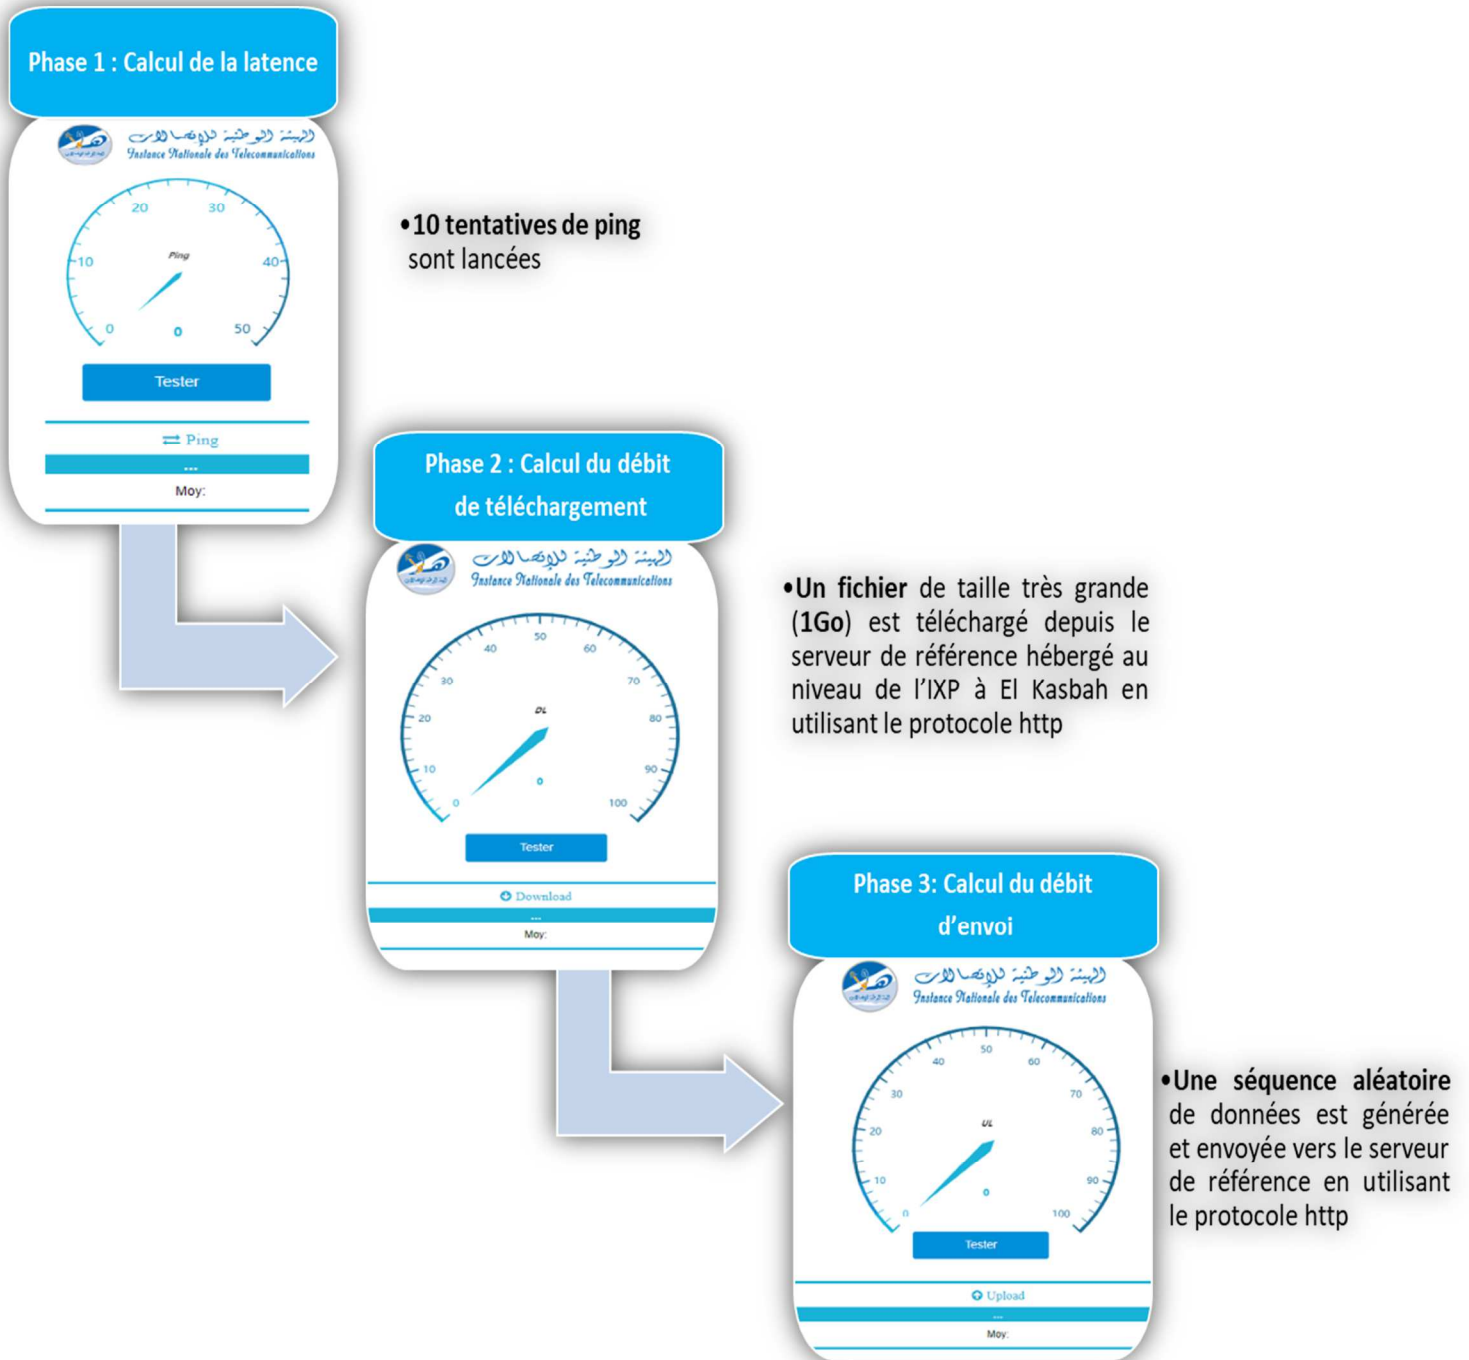 Phase 1 : Calcul de la latence
الهيئة الوطنية للإتصالات
Instance Nationale des Telecommunications
20
30
10
Ping
40
0
0
50
Tester
Ping
...
Moy:
•10 tentatives de ping
sont lancées
Phase 2 : Calcul du débit
de téléchargement
الهيئة الوطنية للإتصالات
Instance Nationale des Telecommunications
50
40
60
30
70
DL
20
80
10
90
0
0
100
Tester
Download
...
Moy:
•Un fichier de taille très grande
(1Go) est téléchargé depuis le
serveur de référence hébergé au
niveau de l’IXP à El Kasbah en
utilisant le protocole http
Phase 3: Calcul du débit
d’envoi
الهيئة الوطنية للإتصالات
Instance Nationale des Telecommunications
50
40
60
30
70
UL
20
80
10
90
0
0
100
Tester
Upload
...
Moy:
•Une séquence aléatoire
de données est générée
et envoyée vers le serveur
de référence en utilisant
le protocole http